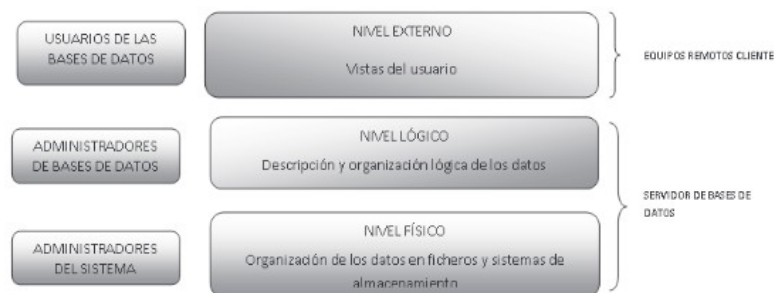 USUARIOS DE LAS
BASES DE DATOS
NIVEL EXTERNO
Vistas del usuario
EQUIPOS REMOTOS CLIENTE
ADMINISTRADORES
DE BASES DE DATOS
NIVEL LÓGICO
Descripción y organización lógica de los datos
SERVIDOR DE BASES DE
DATOS
ADMINISTRADORES
DEL SISTEMA
NIVEL FÍSICO
Organización de los datos en ficheros y sistemas de
almacenamiento